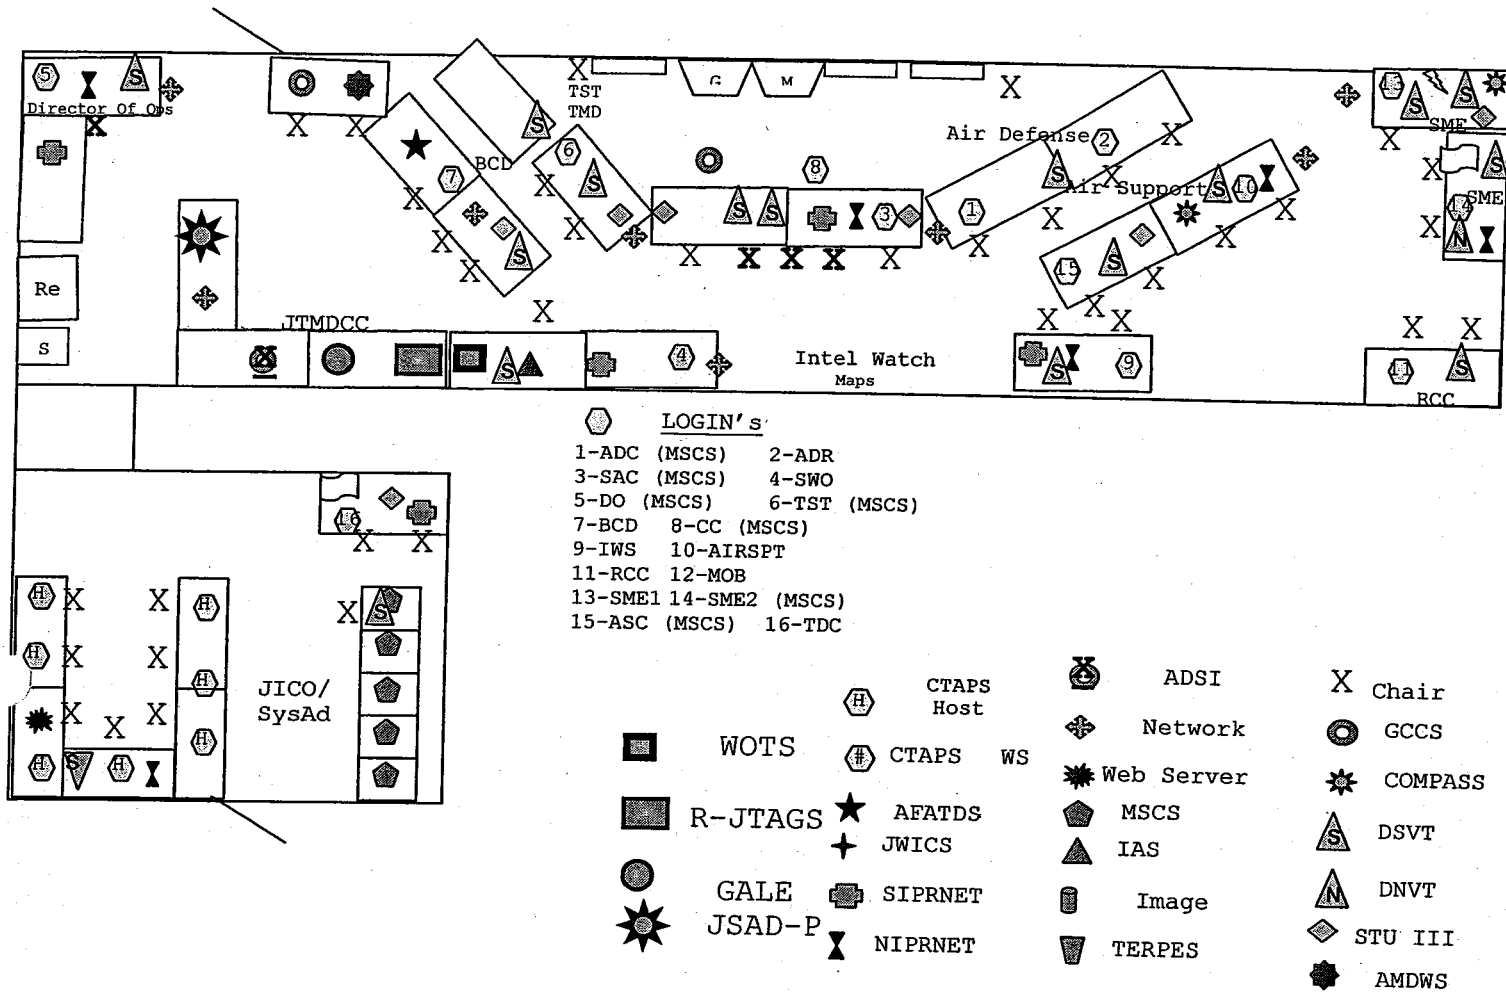 5 S
Director Of Ops
X
X X
X
TST
TMD
G M
X
Air Defense 2
X
13 S S
SME
X
S
6
BCD
7
X
S
X
8
S
Air Support
X
S 10
X
X
S
14 SME
N
X
X
S
X
X
X
S S
3
1
X
X
X
X X X X X
X
15 S
X
X
Re
S
JTMDCC
X
X
S
4
Intel Watch
Maps
X X
S 9
X X
11 S
RCC
LOGIN's
1-ADC (MSCS) 2-ADR
3-SAC (MSCS) 4-SWO
5-DO (MSCS) 6-TST (MSCS)
7-BCD 8-CC (MSCS)
9-IWS 10-AIRSPT
11-RCC 12-MOB
13-SME1 14-SME2 (MSCS)
15-ASC (MSCS) 16-TDC
16
X X
H X X H
X S
H X X H
JICO/
SysAd
X X X
H
H S H
WOTS
R-JTAGS
GALE
JSAD-P
H CTAPS
Host
# CTAPS WS
AFATDS
JWICS
SIPRNET
NIPRNET
X ADSI
Network
Web Server
MSCS
IAS
Image
TERPES
X Chair
GCCS
COMPASS
S DSVT
N DNVT
STU III
AMDWS